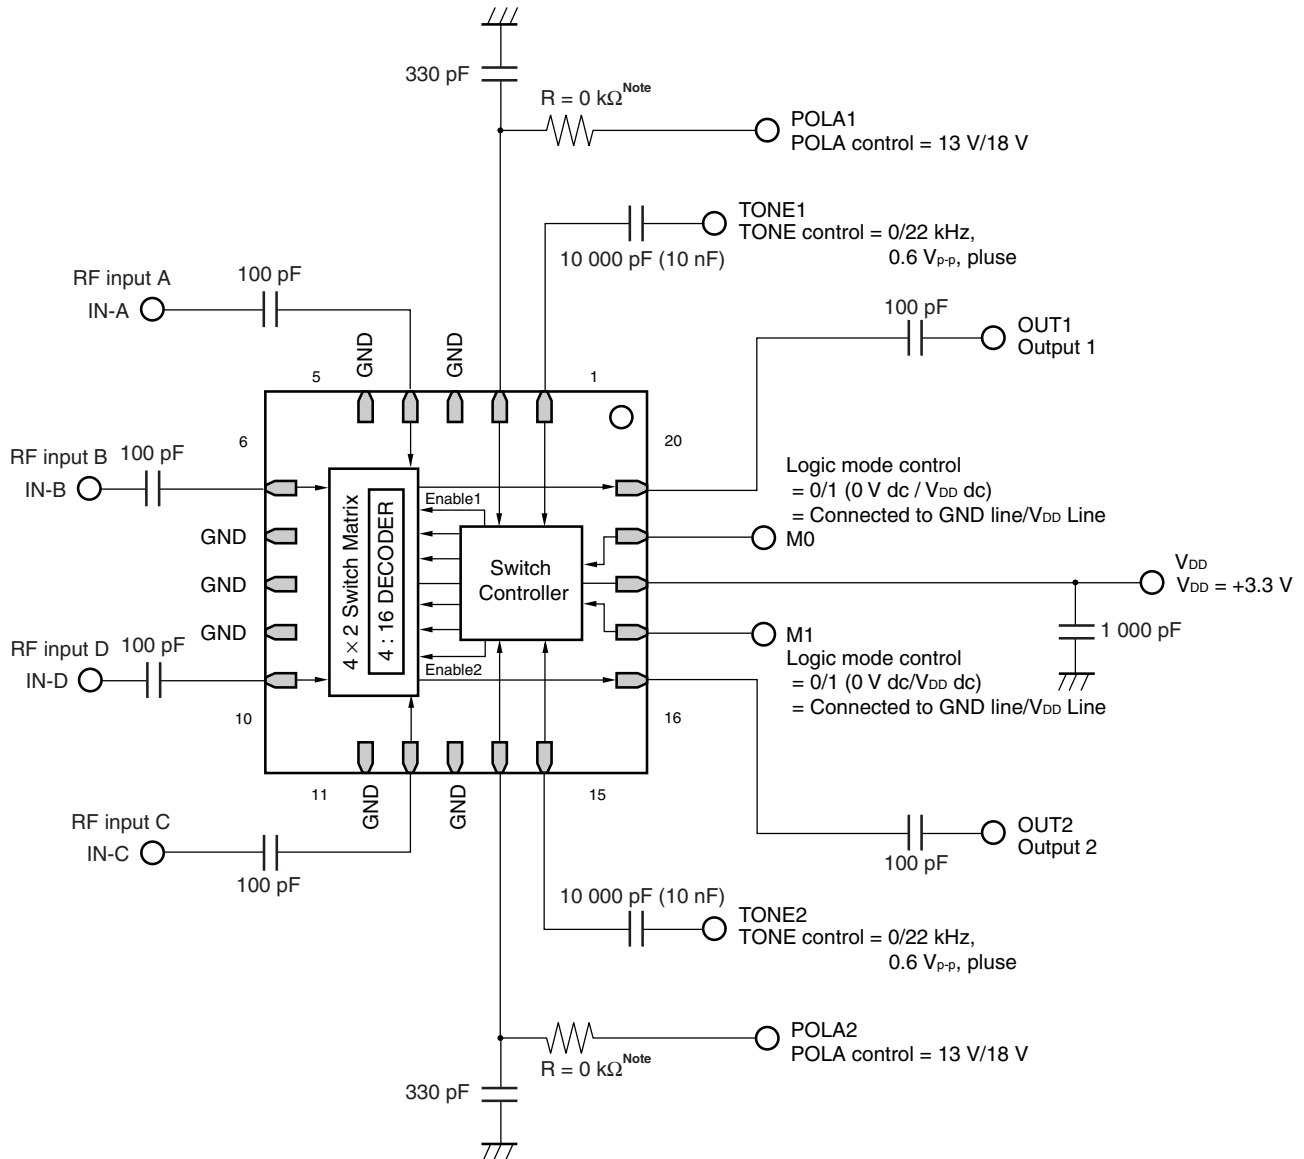 330 pF
R = 0 kΩ Note
POLA1
POLA control = 13 V/18 V
TONE1
TONE control = 0/22 kHz,
0.6 Vp-p, pluse
10 000 pF (10 nF)
RF input A
100 pF
IN-A
100 pF
OUT1
Output 1
GND
GND
5
1
6
20
RF input B
100 pF
IN-B
Logic mode control
= 0/1 (0 V dc / VDD dc)
= Connected to GND line/VDD Line
M0
Enable1
GND
GND
GND
4 × 2 Switch Matrix
4 : 16 DECODER
Switch
Controller
VDD
VDD = +3.3 V
1 000 pF
M1
Logic mode control
= 0/1 (0 V dc/VDD dc)
= Connected to GND line/VDD Line
RF input D
100 pF
IN-D
Enable2
10
16
11
15
GND
GND
RF input C
IN-C
100 pF
OUT2
Output 2
100 pF
10 000 pF (10 nF)
TONE2
TONE control = 0/22 kHz,
0.6 Vp-p, pluse
POLA2
POLA control = 13 V/18 V
R = 0 kΩ Note
330 pF